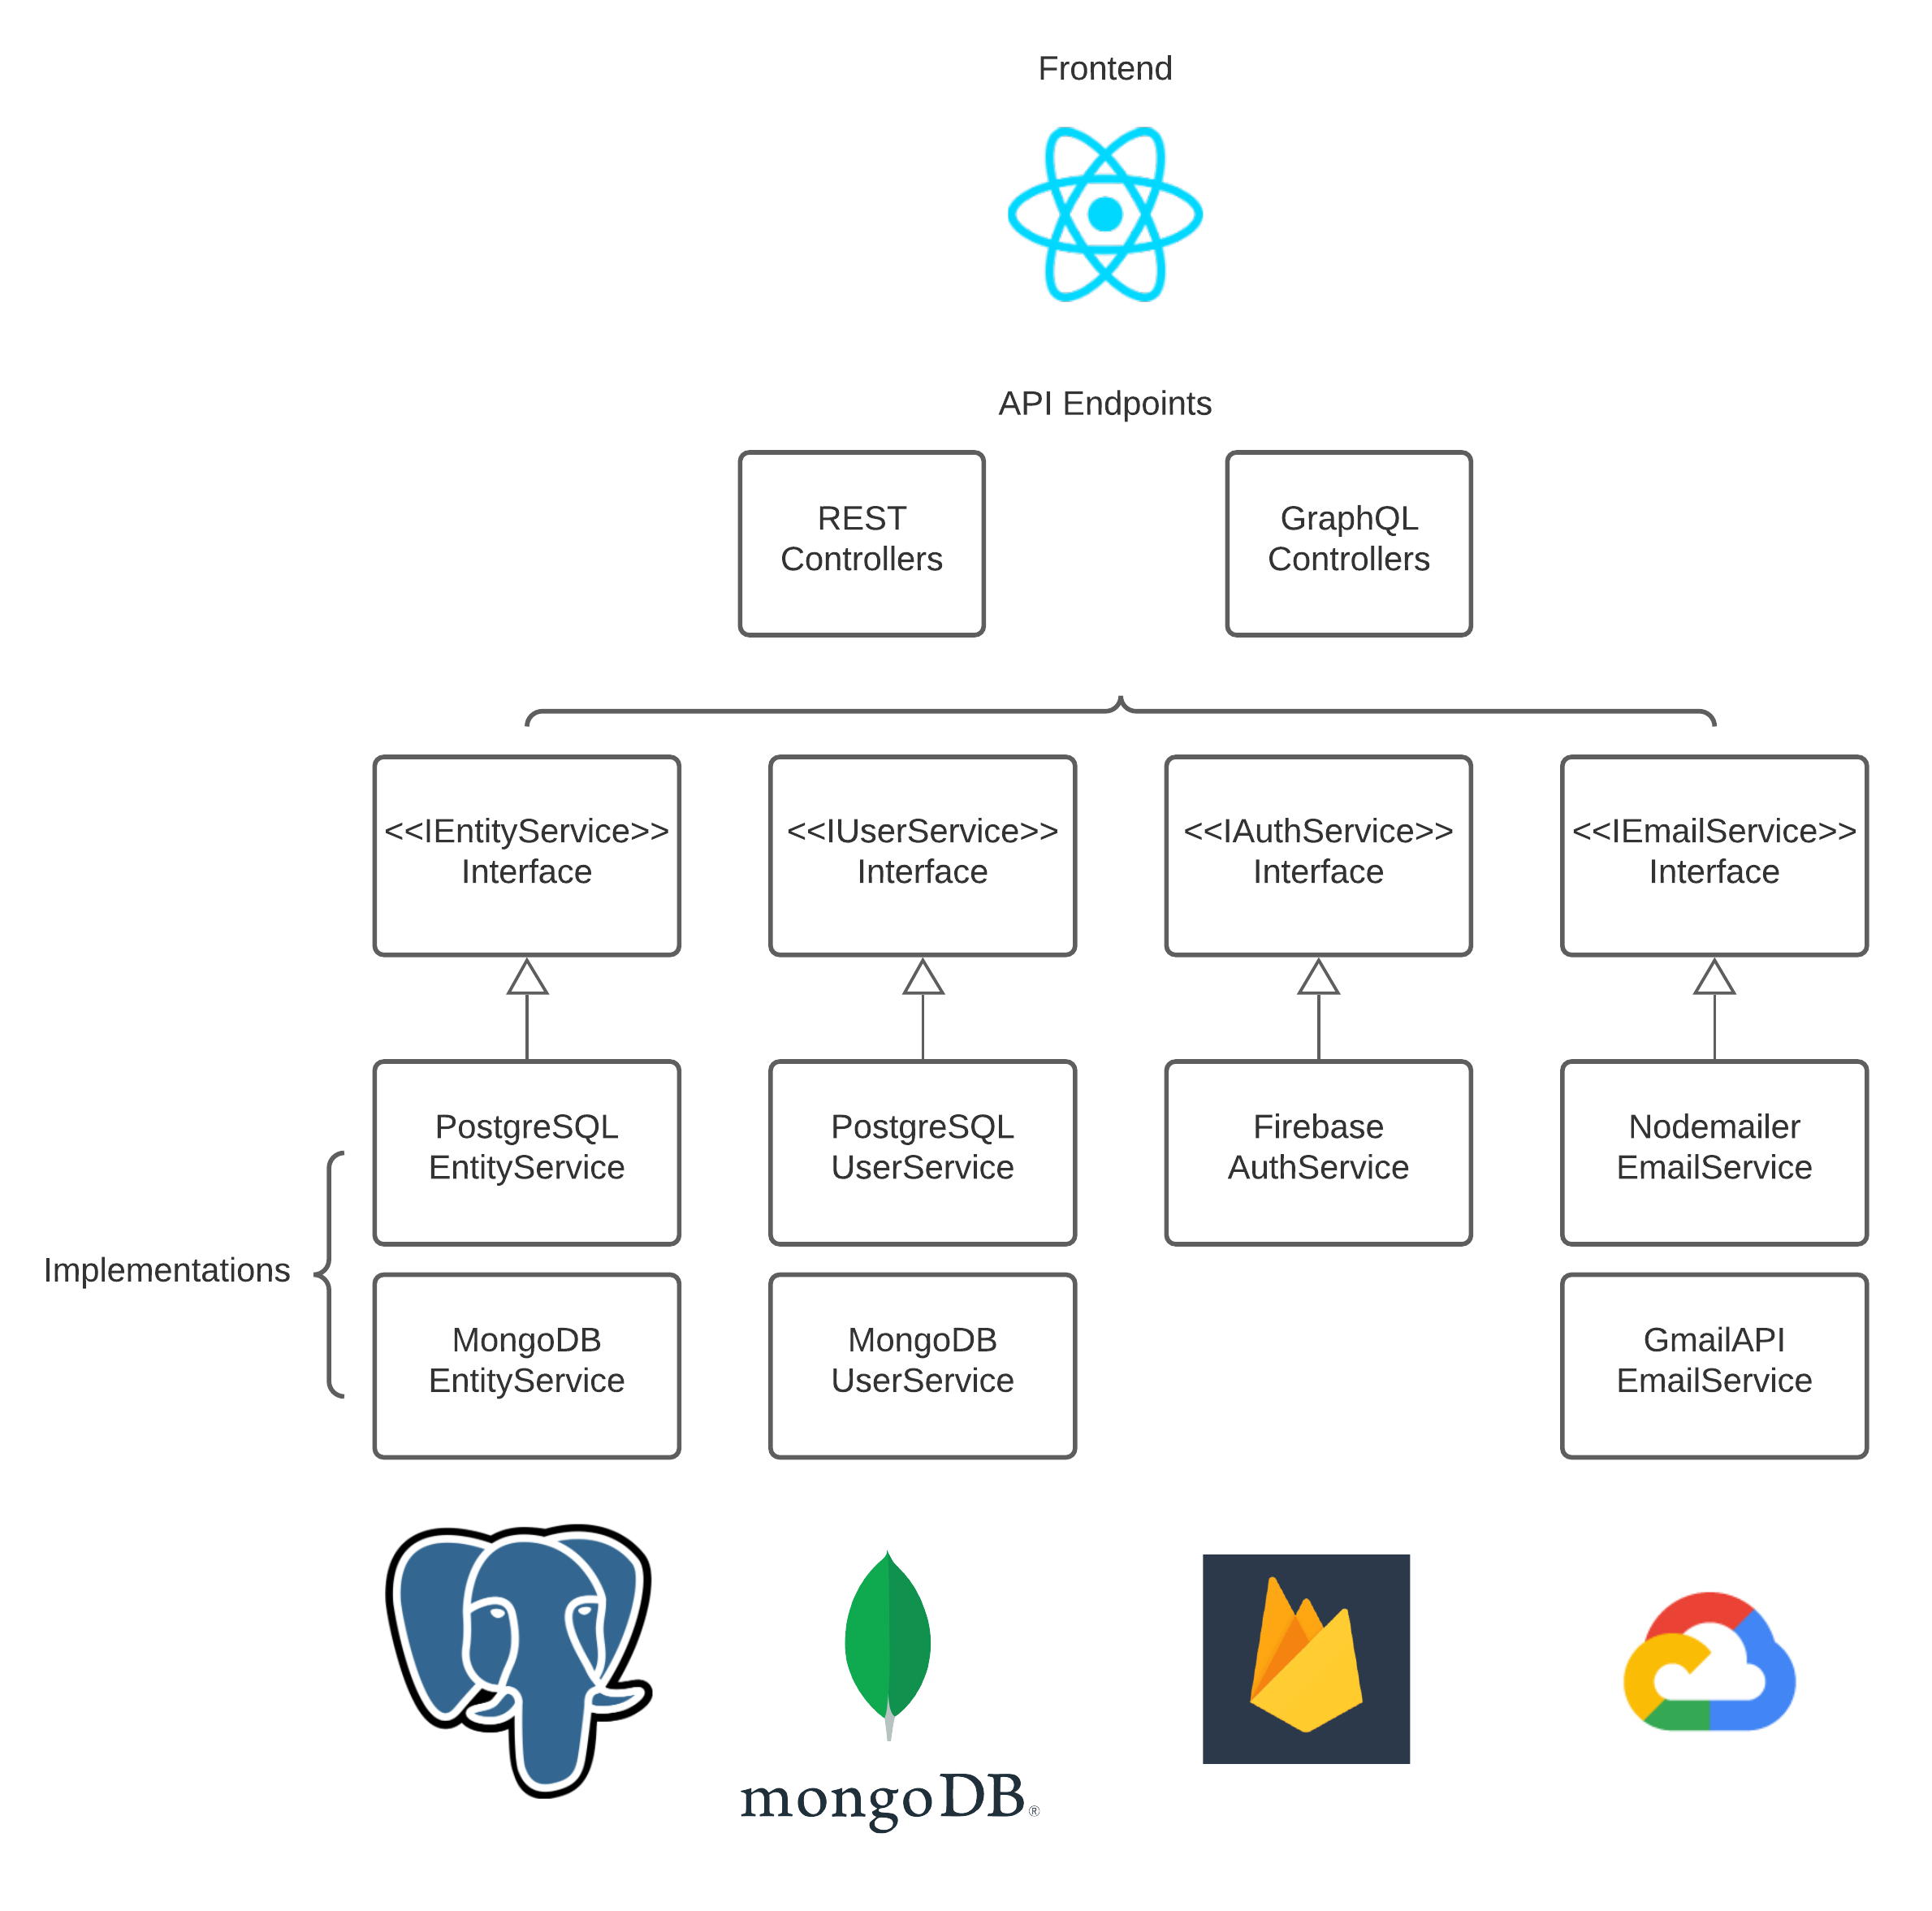 Frontend
API Endpoints
REST
Controllers
GraphQL
Controllers
<<IEntityService>>
Interface
<<IUserService>>
Interface
<<IAuthService>>
Interface
<<IEmailService>>
Interface
PostgreSQL
EntityService
PostgreSQL
UserService
Firebase
AuthService
Nodemailer
EmailService
Implementations
MongoDB
EntityService
MongoDB
UserService
GmailAPI
EmailService
mongoDB®